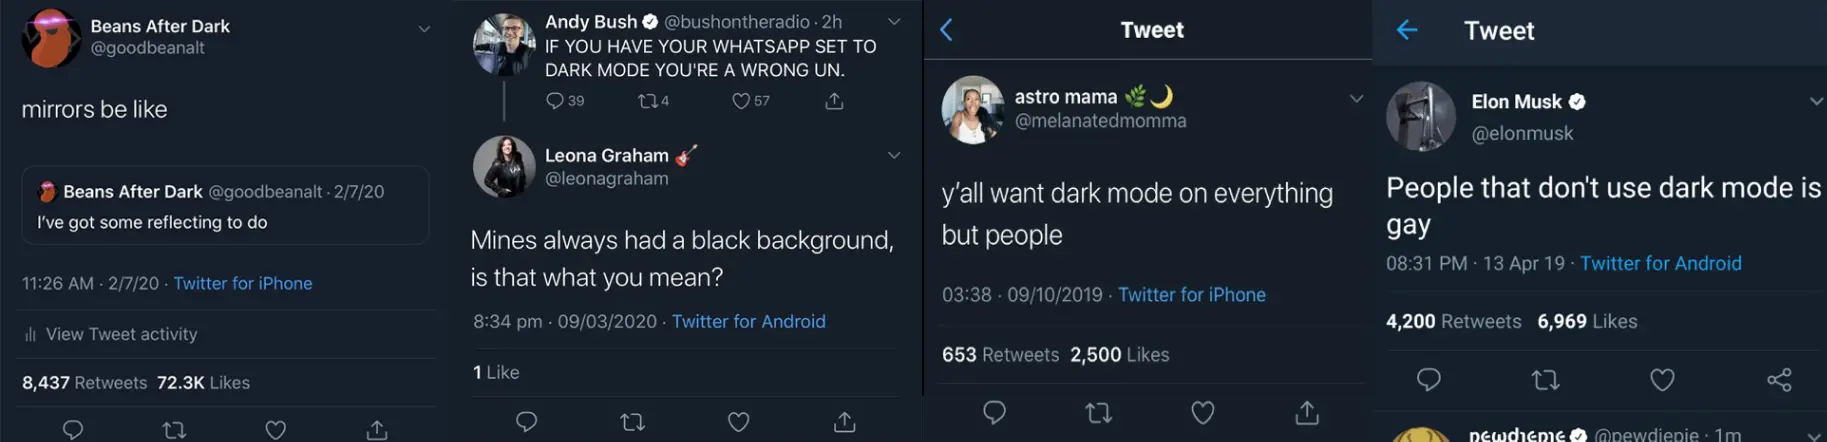 Beans After Dark
@goodbeanalt
mirrors be like
Beans After Dark @goodbeanalt · 2/7/20
I've got some reflecting to do
11:26 AM · 2/7/20 · Twitter for iPhone
View Tweet activity
8,437 Retweets 72.3K Likes
Andy Bush @bushontheradio · 2h
IF YOU HAVE YOUR WHATSAPP SET TO
DARK MODE YOU'RE A WRONG UN.
39 4 57
Leona Graham 🎸
@leonagraham
Mines always had a black background,
is that what you mean?
8:34 pm · 09/03/2020 · Twitter for Android
1 Like
Tweet
astro mama 🌿🌙
@melanatedmomma
y'all want dark mode on everything
but people
03:38 · 09/10/2019 · Twitter for iPhone
653 Retweets 2,500 Likes
Tweet
Elon Musk
@elonmusk
People that don't use dark mode is
gay
08:31 PM · 13 Apr 19 · Twitter for Android
4,200 Retweets 6,969 Likes
ρєω∂ιєριє @pewdiepie · 1m